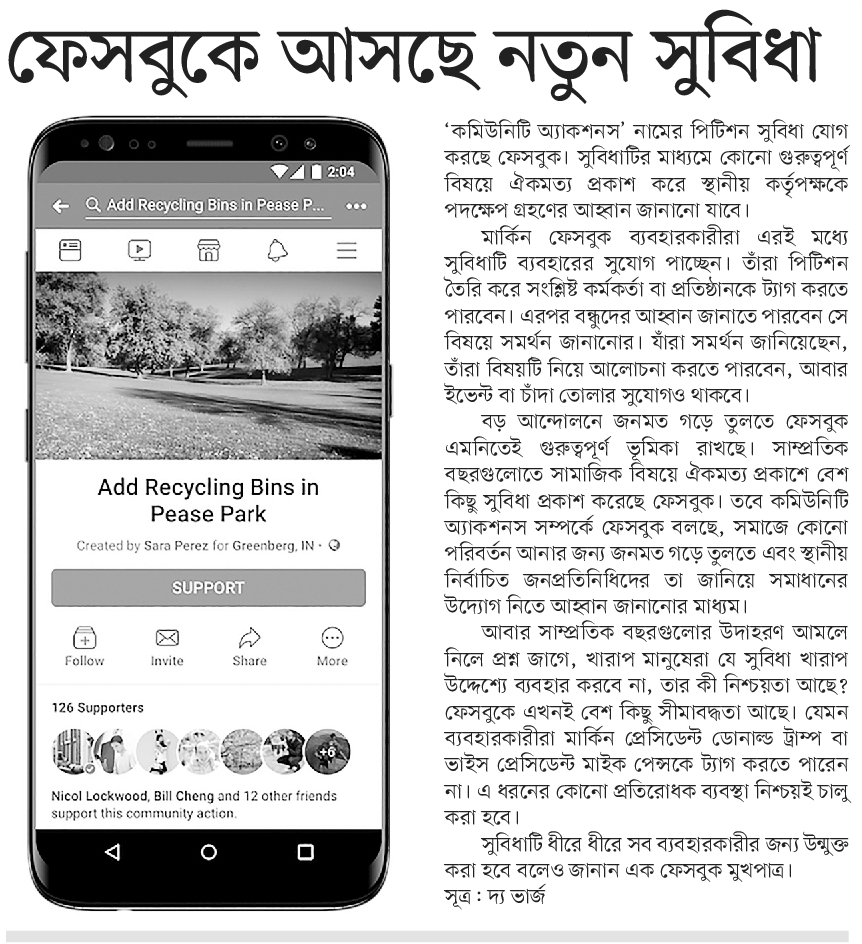 ফেসবুকে আসছে নতুন সুবিধা
2:04
Add Recycling Bins in Pease P...
Add Recycling Bins in
Pease Park
Created by Sara Perez for Greenberg, IN ·
SUPPORT
Follow Invite Share More
126 Supporters
+6
Nicol Lockwood, Bill Cheng and 12 other friends
support this community action.
‘কমিউনিটি অ্যাকশনস’ নামের পিটিশন সুবিধা যোগ
করছে ফেসবুক। সুবিধাটির মাধ্যমে কোনো গুরুত্বপূর্ণ
বিষয়ে ঐকমত্য প্রকাশ করে স্থানীয় কর্তৃপক্ষকে
পদক্ষেপ গ্রহণের আহ্বান জানানো যাবে।
মার্কিন ফেসবুক ব্যবহারকারীরা এরই মধ্যে
সুবিধাটি ব্যবহারের সুযোগ পাচ্ছেন। তাঁরা পিটিশন
তৈরি করে সংশ্লিষ্ট কর্মকর্তা বা প্রতিষ্ঠানকে ট্যাগ করতে
পারবেন। এরপর বন্ধুদের আহ্বান জানাতে পারবেন সে
বিষয়ে সমর্থন জানানোর। যাঁরা সমর্থন জানিয়েছেন,
তাঁরা বিষয়টি নিয়ে আলোচনা করতে পারবেন, আবার
ইভেন্ট বা চাঁদা তোলার সুযোগও থাকবে।
বড় আন্দোলনে জনমত গড়ে তুলতে ফেসবুক
এমনিতেই গুরুত্বপূর্ণ ভূমিকা রাখছে। সাম্প্রতিক
বছরগুলোতে সামাজিক বিষয়ে ঐকমত্য প্রকাশে বেশ
কিছু সুবিধা প্রকাশ করেছে ফেসবুক। তবে কমিউনিটি
অ্যাকশনস সম্পর্কে ফেসবুক বলছে, সমাজে কোনো
পরিবর্তন আনার জন্য জনমত গড়ে তুলতে এবং স্থানীয়
নির্বাচিত জনপ্রতিনিধিদের তা জানিয়ে সমাধানের
উদ্যোগ নিতে আহ্বান জানানোর মাধ্যম।
আবার সাম্প্রতিক বছরগুলোর উদাহরণ আমলে
নিলে প্রশ্ন জাগে, খারাপ মানুষেরা যে সুবিধা খারাপ
উদ্দেশ্যে ব্যবহার করবে না, তার কী নিশ্চয়তা আছে?
ফেসবুকে এখনই বেশ কিছু সীমাবদ্ধতা আছে। যেমন
ব্যবহারকারীরা মার্কিন প্রেসিডেন্ট ডোনাল্ড ট্রাম্প বা
ভাইস প্রেসিডেন্ট মাইক পেন্সকে ট্যাগ করতে পারেন
না। এ ধরনের কোনো প্রতিরোধক ব্যবস্থা নিশ্চয়ই চালু
করা হবে।
সুবিধাটি ধীরে ধীরে সব ব্যবহারকারীর জন্য উন্মুক্ত
করা হবে বলেও জানান এক ফেসবুক মুখপাত্র।
সূত্র : দ্য ভার্জ